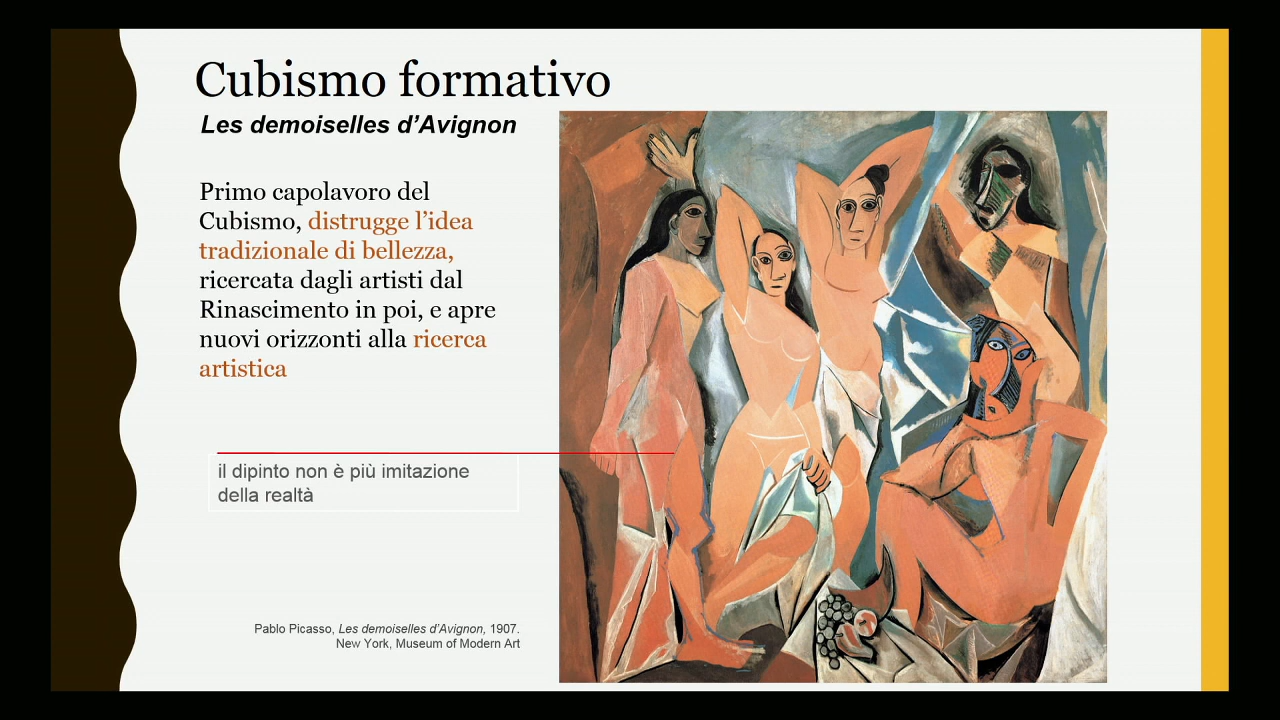 Cubismo formativo
Les demoiselles d’Avignon
Primo capolavoro del
Cubismo, distrugge l’idea
tradizionale di bellezza,
ricercata dagli artisti dal
Rinascimento in poi, e apre
nuovi orizzonti alla ricerca
artistica
il dipinto non è più imitazione
della realtà
Pablo Picasso, Les demoiselles d’Avignon, 1907.
New York, Museum of Modern Art